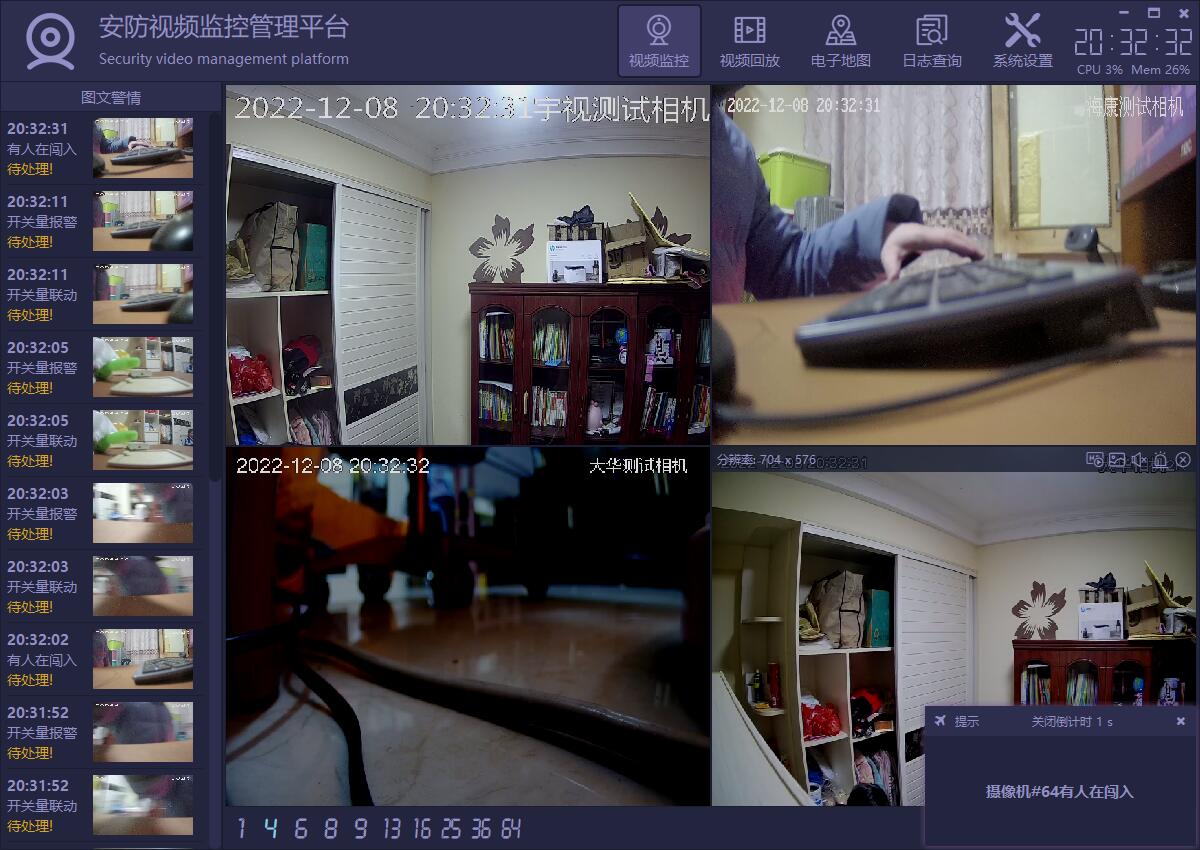 安防视频监控管理平台
Security video management platform
视频监控
视频回放
电子地图
日志查询
系统设置
20:32:32
CPU 3% Mem 26%
图文警情
20:32:31
有人在闯入
待处理!
20:32:11
开关量报警
待处理!
20:32:11
开关量联动
待处理!
20:32:05
开关量报警
待处理!
20:32:05
开关量联动
待处理!
20:32:03
开关量报警
待处理!
20:32:03
开关量联动
待处理!
20:32:02
有人在闯入
待处理!
20:31:52
开关量报警
待处理!
20:31:52
开关量联动
待处理!
2022-12-08 20:32:31宇视测试相机
2022-12-08 20:32:31
海康测试相机
2022-12-08 20:32:32
大华测试相机
分辨率: 704 x 576
20:32:31
提示
关闭倒计时 1 s
摄像机#64有人在闯入
1 4 6 8 9 13 16 25 36 64